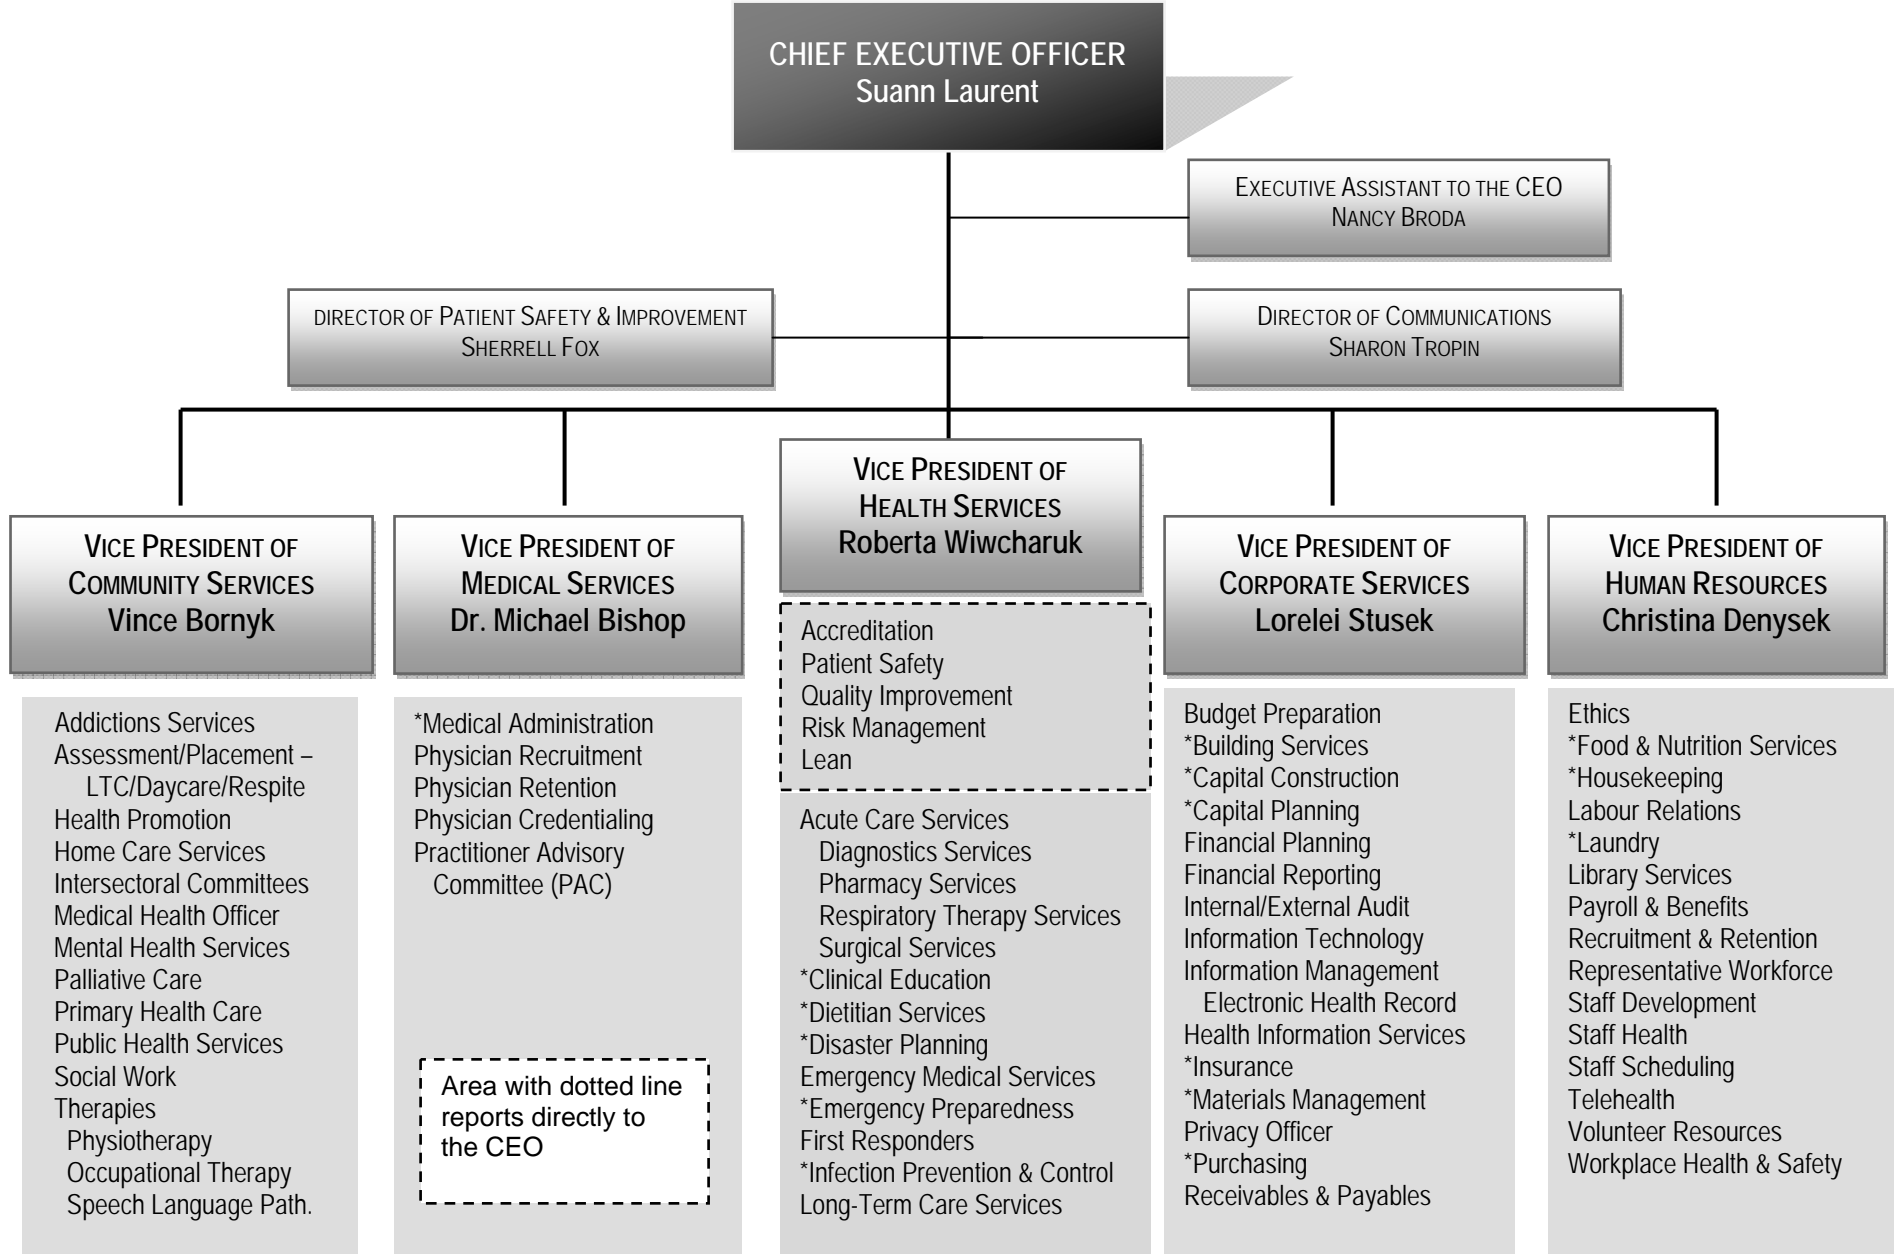 CHIEF EXECUTIVE OFFICER
Suann Laurent
EXECUTIVE ASSISTANT TO THE CEO
NANCY BRODA
DIRECTOR OF PATIENT SAFETY & IMPROVEMENT
SHERRELL FOX
DIRECTOR OF COMMUNICATIONS
SHARON TROPIN
VICE PRESIDENT OF
COMMUNITY SERVICES
Vince Bornyk
Addictions Services
Assessment/Placement –
LTC/Daycare/Respite
Health Promotion
Home Care Services
Intersectoral Committees
Medical Health Officer
Mental Health Services
Palliative Care
Primary Health Care
Public Health Services
Social Work
Therapies
Physiotherapy
Occupational Therapy
Speech Language Path.
VICE PRESIDENT OF
MEDICAL SERVICES
Dr. Michael Bishop
*Medical Administration
Physician Recruitment
Physician Retention
Physician Credentialing
Practitioner Advisory
Committee (PAC)
Area with dotted line
reports directly to
the CEO
VICE PRESIDENT OF
HEALTH SERVICES
Roberta Wiwcharuk
Accreditation
Patient Safety
Quality Improvement
Risk Management
Lean
Acute Care Services
Diagnostics Services
Pharmacy Services
Respiratory Therapy Services
Surgical Services
*Clinical Education
*Dietitian Services
*Disaster Planning
Emergency Medical Services
*Emergency Preparedness
First Responders
*Infection Prevention & Control
Long-Term Care Services
VICE PRESIDENT OF
CORPORATE SERVICES
Lorelei Stusek
Budget Preparation
*Building Services
*Capital Construction
*Capital Planning
Financial Planning
Financial Reporting
Internal/External Audit
Information Technology
Information Management
Electronic Health Record
Health Information Services
*Insurance
*Materials Management
Privacy Officer
*Purchasing
Receivables & Payables
VICE PRESIDENT OF
HUMAN RESOURCES
Christina Denysek
Ethics
*Food & Nutrition Services
*Housekeeping
Labour Relations
*Laundry
Library Services
Payroll & Benefits
Recruitment & Retention
Representative Workforce
Staff Development
Staff Health
Staff Scheduling
Telehealth
Volunteer Resources
Workplace Health & Safety